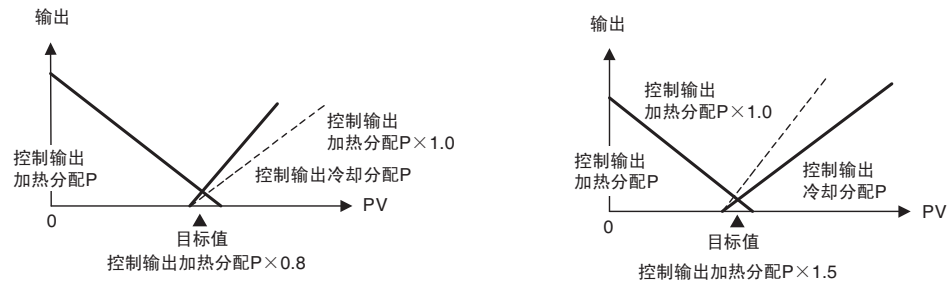 输出
控制输出
加热分配P×1.0
控制输出
加热分配P
控制输出冷却分配P
0
PV
目标值
控制输出加热分配P×0.8
输出
控制输出
加热分配P×1.0
控制输出
加热分配P
控制输出
冷却分配P
0
PV
目标值
控制输出加热分配P×1.5